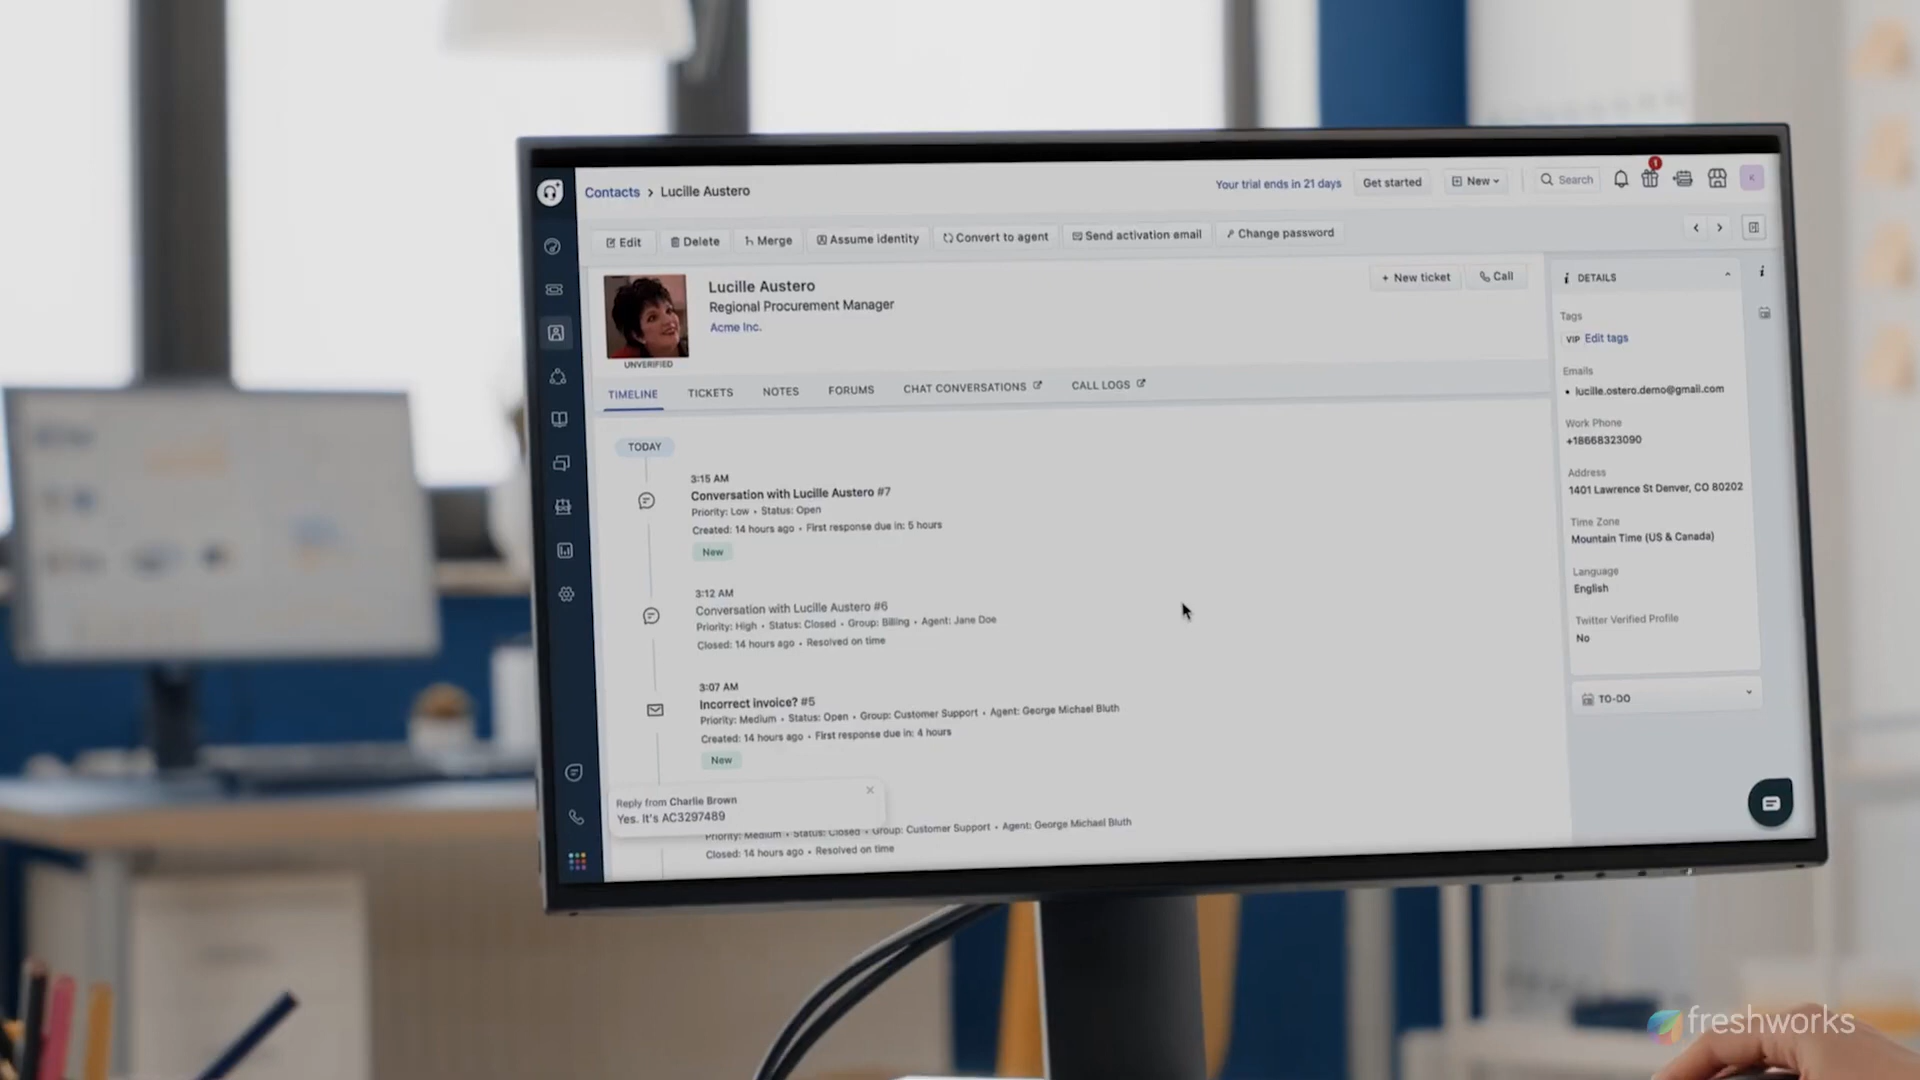 Contacts > Lucille Austero
Your trial ends in 21 days
Get started
New
Search
1
K
Edit
Delete
Merge
Assume identity
Convert to agent
Send activation email
Change password
Lucille Austero
Regional Procurement Manager
Acme Inc.
UNVERIFIED
+ New ticket
Call
TIMELINE
TICKETS
NOTES
FORUMS
CHAT CONVERSATIONS
CALL LOGS
TODAY
3:15 AM
Conversation with Lucille Austero #7
Priority: Low • Status: Open
Created: 14 hours ago • First response due in: 5 hours
New
3:12 AM
Conversation with Lucille Austero #6
Priority: High • Status: Closed • Group: Billing • Agent: Jane Doe
Closed: 14 hours ago • Resolved on time
3:07 AM
Incorrect invoice? #5
Priority: Medium • Status: Open • Group: Customer Support • Agent: George Michael Bluth
Created: 14 hours ago • First response due in: 4 hours
New
Reply from Charlie Brown
Yes. It's AC3297489
Priority: Medium • Status: Closed • Group: Customer Support • Agent: George Michael Bluth
Closed: 14 hours ago • Resolved on time
DETAILS
Tags
VIP Edit tags
Emails
• lucille.ostero.demo@gmail.com
Work Phone
+18668323090
Address
1401 Lawrence St Denver, CO 80202
Time Zone
Mountain Time (US & Canada)
Language
English
Twitter Verified Profile
No
TO-DO
freshworks